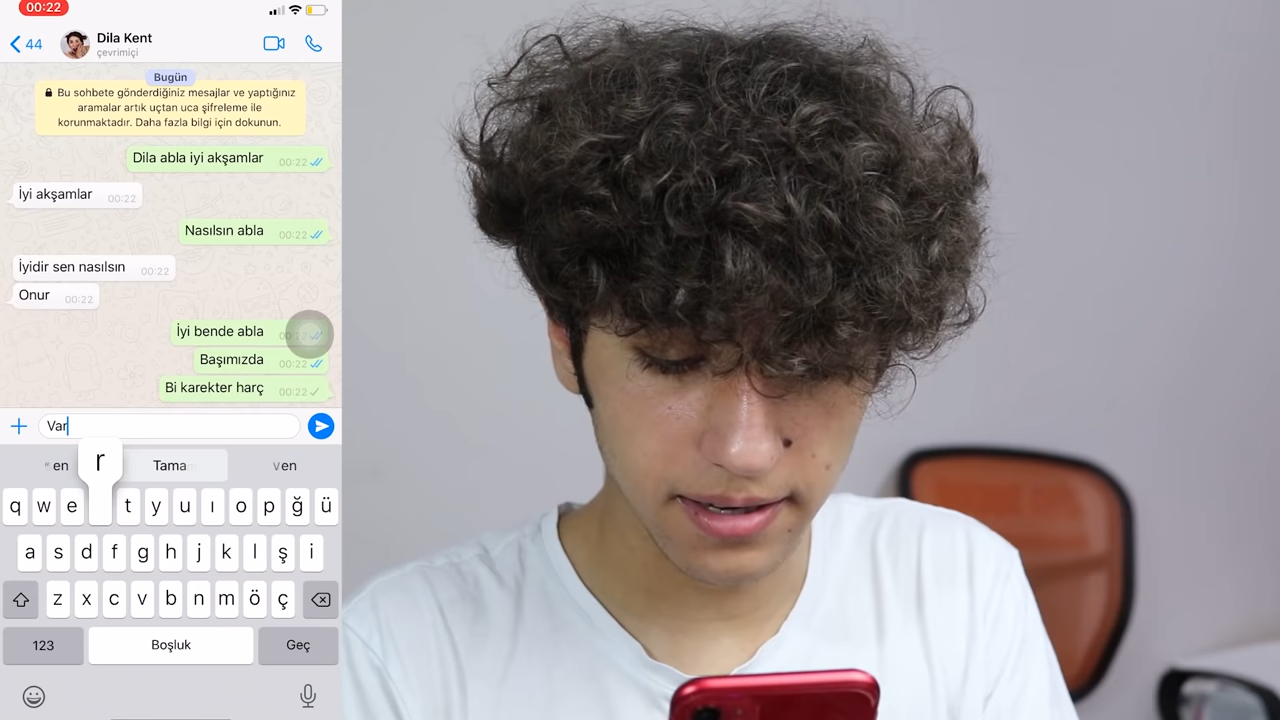 00:22
44
Dila Kent
çevrimiçi
Bugün
Bu sohbete gönderdiğiniz mesajlar ve yaptığınız
aramalar artık uçtan uca şifreleme ile
korunmaktadır. Daha fazla bilgi için dokunun.
Dila abla iyi akşamlar 00:22
İyi akşamlar 00:22
Nasılsın abla 00:22
İyidir sen nasılsın 00:22
Onur 00:22
İyi bende abla
Başımızda 00:22
Bi karekter harç 00:22
Var
en r Tama ven
q w e t y u ı o p ğ ü
a s d f g h j k l ş i
z x c v b n m ö ç
123 Boşluk Geç